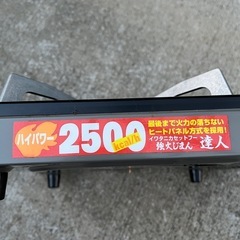 ハイパワー
2500
kcal/h
最後まで火力の落ちない
ヒートパネル方式を採用!
イワタニカセットフー
強火じまん 達人